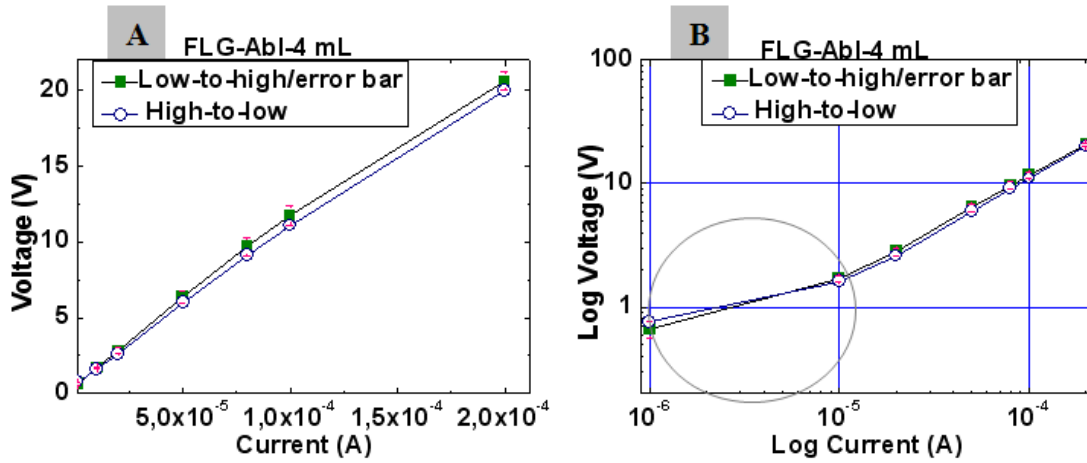 A
FLG-Abl-4 mL
Low-to-high/error bar
High-to-low
20
15
10
5
0
Voltage (V)
5,0x10⁻⁵ 1,0x10⁻⁴ 1,5x10⁻⁴ 2,0x10⁻⁴
Current (A)
B
FLG-Abl-4 mL
Low-to-high/error bar
High-to-low
100
10
1
Log Voltage (V)
10⁻⁶ 10⁻⁵ 10⁻⁴
Log Current (A)